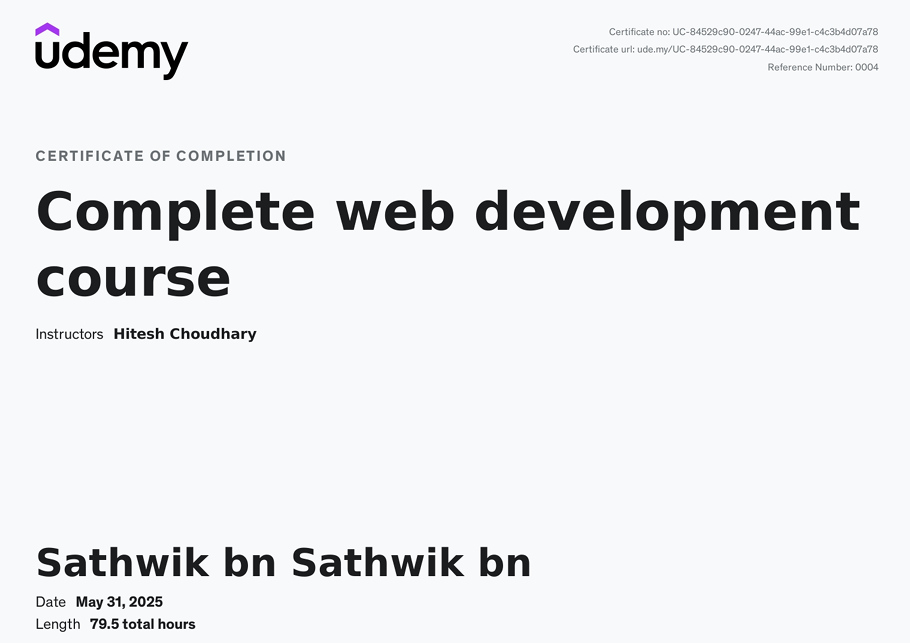 udemy
Certificate no: UC-84529c90-0247-44ac-99e1-c4c3b4d07a78
Certificate url: ude.my/UC-84529c90-0247-44ac-99e1-c4c3b4d07a78
Reference Number: 0004
CERTIFICATE OF COMPLETION
Complete web development
course
Instructors Hitesh Choudhary
Sathwik bn Sathwik bn
Date May 31, 2025
Length 79.5 total hours